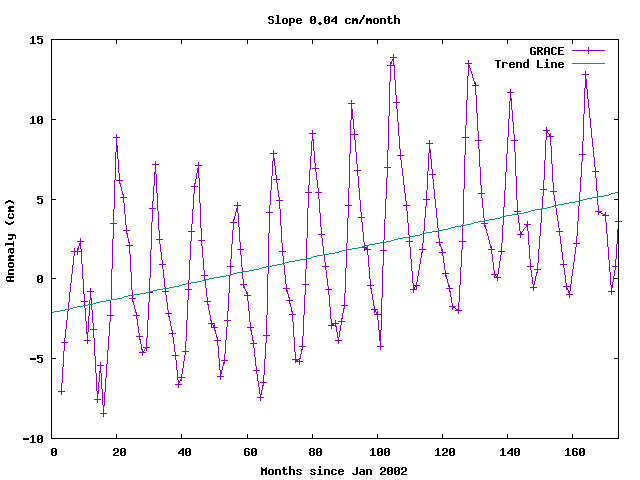 Slope 0.04 cm/month
GRACE
Trend Line
15
10
5
0
-5
-10
Anomaly (cm)
0 20 40 60 80 100 120 140 160
Months since Jan 2002